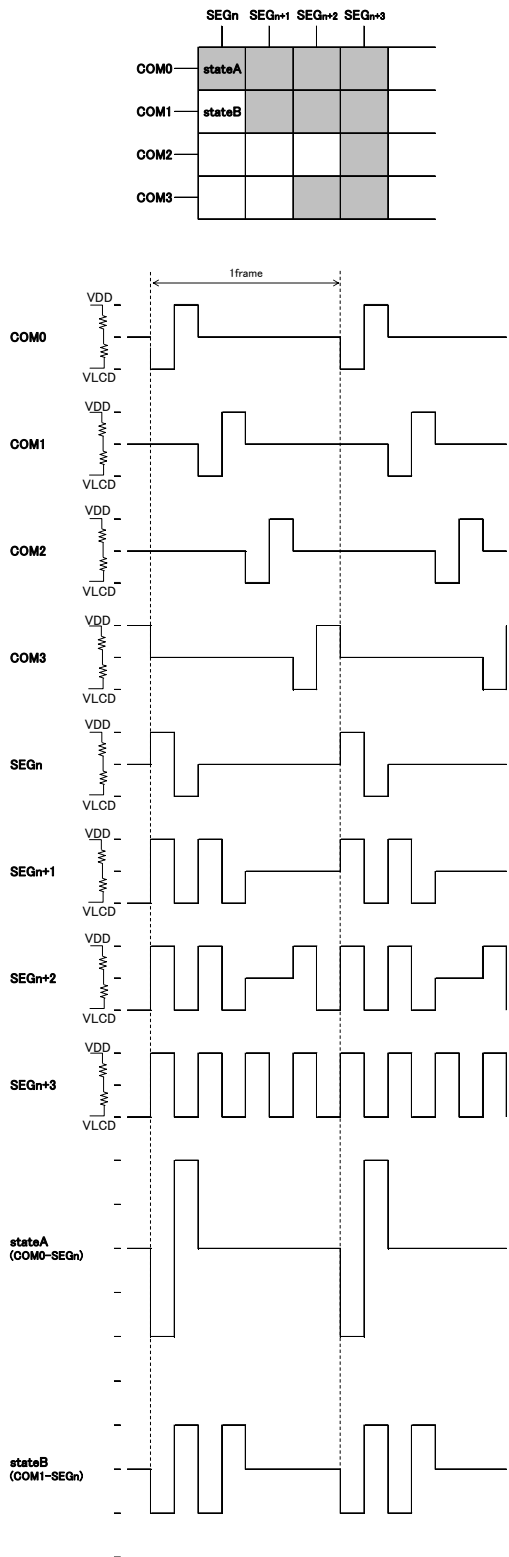 SEGn SEGn+1 SEGn+2 SEGn+3
COM0 stateA
COM1 stateB
COM2
COM3
1frame
VDD
COM0
VLCD
VDD
COM1
VLCD
VDD
COM2
VLCD
VDD
COM3
VLCD
VDD
SEGn
VLCD
VDD
SEGn+1
VLCD
VDD
SEGn+2
VLCD
VDD
SEGn+3
VLCD
stateA
(COM0-SEGn)
stateB
(COM1-SEGn)